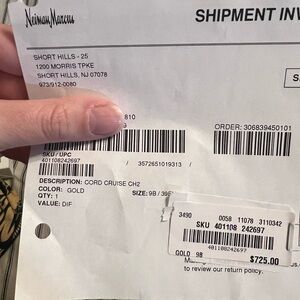 Neiman Marcus
SHIPMENT INV
SHORT HILLS - 25
1200 MORRIS TPKE
SHORT HILLS, NJ 07078
973/912-0080
S
810
ORDER: 306839450101
SKU / UPC
401108242697 / 3572651019313 /
DESCRIPTION: CORD CRUISE CH2
COLOR: GOLD SIZE: 9B / 39E
QTY: 1
VALUE: DIF
3490 0058 11078 3110342
SKU 401108 242697
401108242697
GOLD 9B
$725.00
to review our return policy.